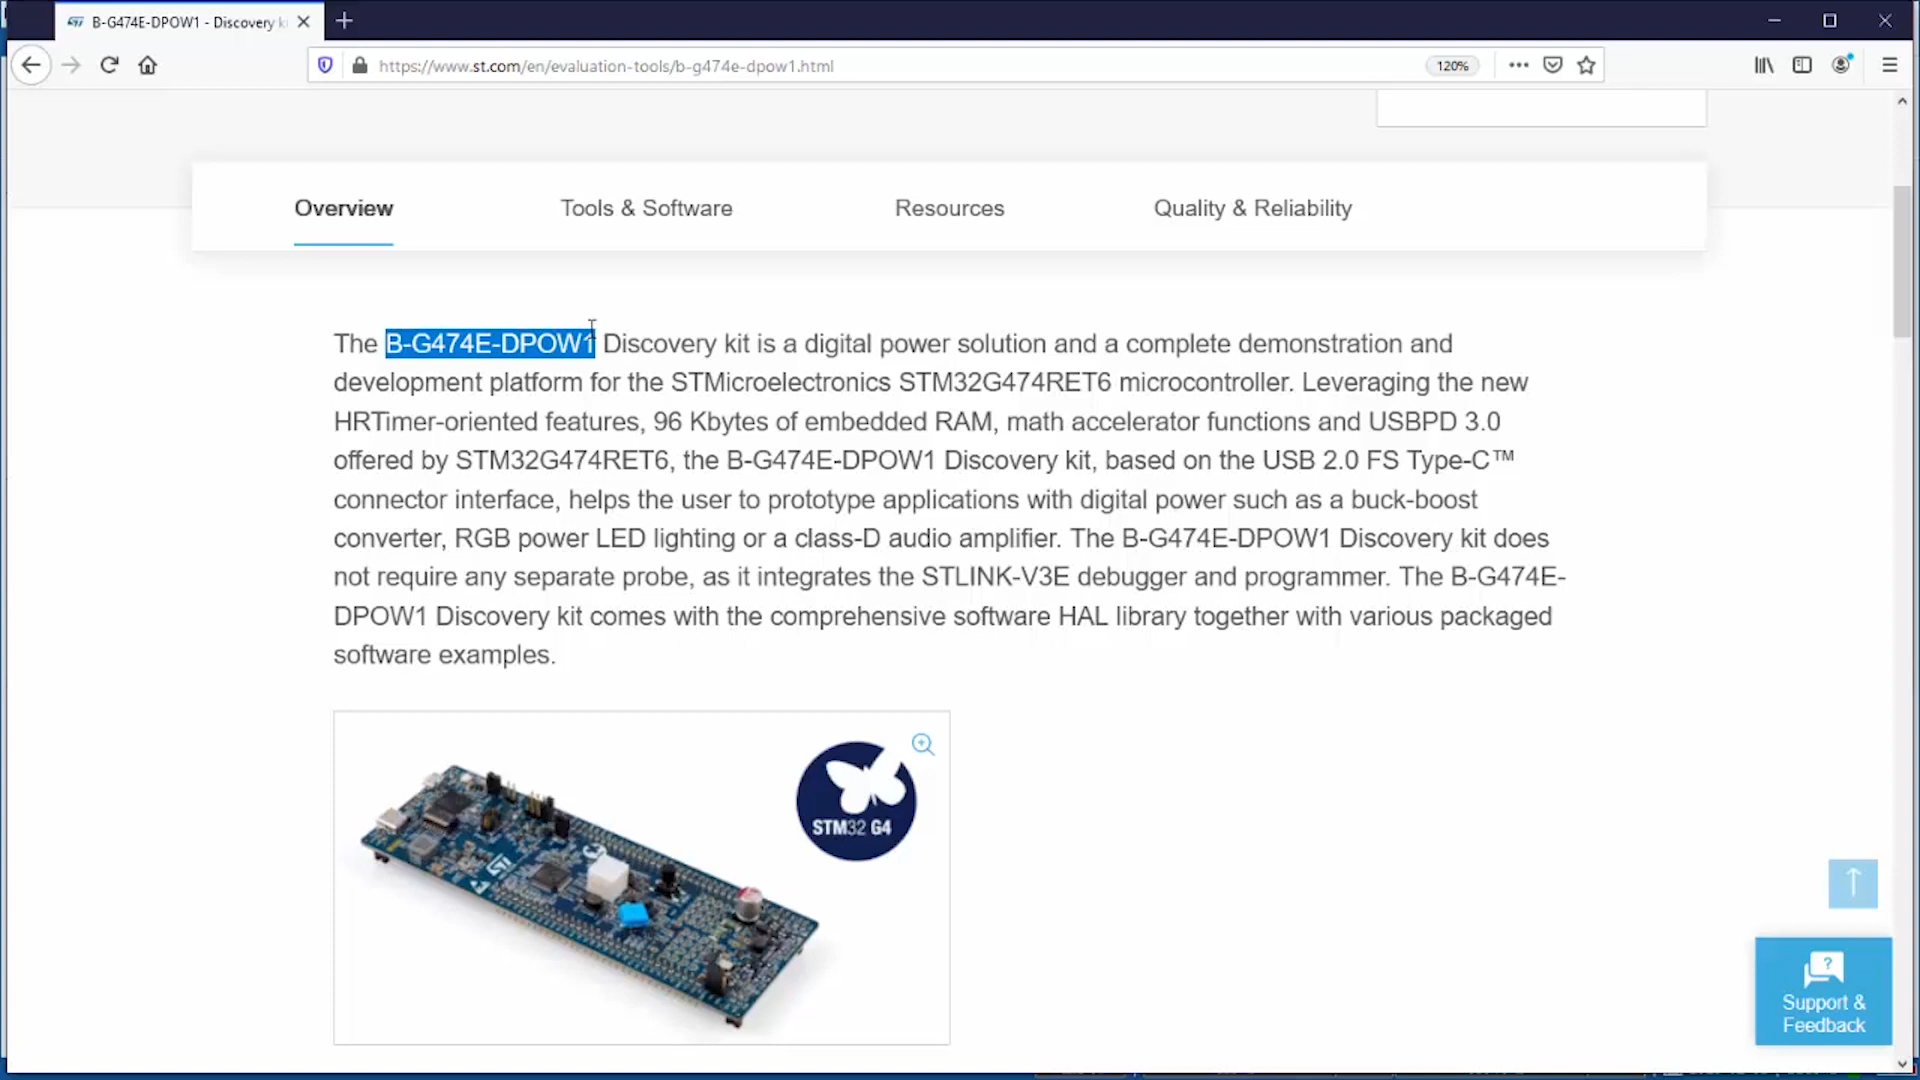 B-G474E-DPOW1 - Discovery ki
https://www.st.com/en/evaluation-tools/b-g474e-dpow1.html
120%
Overview
Tools & Software
Resources
Quality & Reliability
The B-G474E-DPOW1 Discovery kit is a digital power solution and a complete demonstration and
development platform for the STMicroelectronics STM32G474RET6 microcontroller. Leveraging the new
HRTimer-oriented features, 96 Kbytes of embedded RAM, math accelerator functions and USBPD 3.0
offered by STM32G474RET6, the B-G474E-DPOW1 Discovery kit, based on the USB 2.0 FS Type-C™
connector interface, helps the user to prototype applications with digital power such as a buck-boost
converter, RGB power LED lighting or a class-D audio amplifier. The B-G474E-DPOW1 Discovery kit does
not require any separate probe, as it integrates the STLINK-V3E debugger and programmer. The B-G474E-
DPOW1 Discovery kit comes with the comprehensive software HAL library together with various packaged
software examples.
STM32 G4
Support &
Feedback